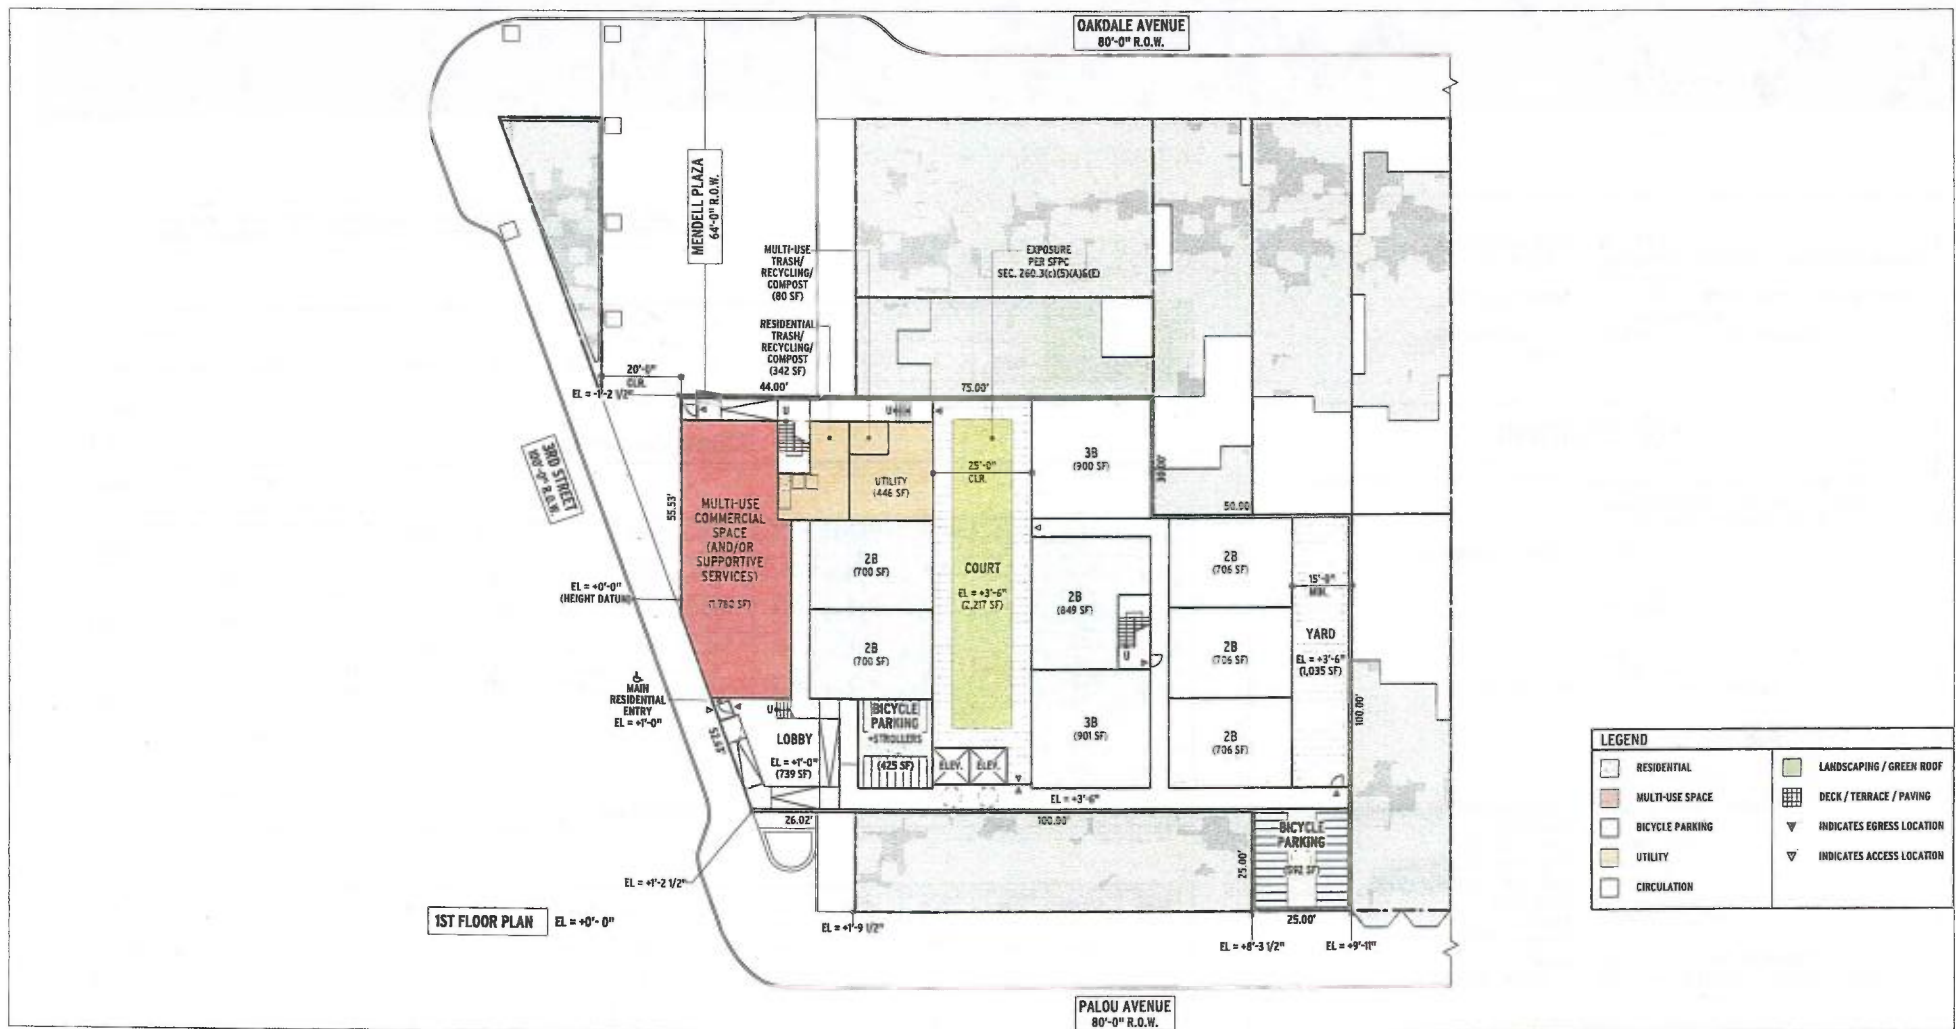 OAKDALE AVENUE
80'-0" R.O.W.
MENDELL PLAZA
64'-0" R.O.W.
MULTI-USE
TRASH/
RECYCLING/
COMPOST
(80 SF)
EXPOSURE
PER SFPC
SEC. 260.3(c)(5)(A)&(E)
RESIDENTIAL
TRASH/
RECYCLING/
COMPOST
(342 SF)
20'-0"
CLR.
44.00'
75.00'
EL = -1'-2 1/2"
U
U
3RD STREET
100'-0" R.O.W.
55.53'
MULTI-USE
COMMERCIAL
SPACE
(AND/OR
SUPPORTIVE
SERVICES)
(1,782 SF)
UTILITY
(446 SF)
25'-0"
CLR.
3B
(900 SF)
30.00'
50.00'
2B
(700 SF)
COURT
EL = +3'-6"
(2,217 SF)
2B
(849 SF)
U
2B
(706 SF)
15'-0"
MIN.
EL = +0'-0"
(HEIGHT DATUM)
2B
(700 SF)
2B
(706 SF)
YARD
EL = +3'-6"
(1,035 SF)
MAIN
RESIDENTIAL
ENTRY
EL = +1'-0"
52.63'
U
LOBBY
EL = +1'-0"
(739 SF)
BICYCLE
PARKING
+STROLLERS
(425 SF)
ELEV.
ELEV.
3B
(901 SF)
2B
(706 SF)
100.00'
EL = +3'-6"
26.02'
100.00'
BICYCLE
PARKING
(592 SF)
25.00'
25.00'
EL = +1'-2 1/2"
1ST FLOOR PLAN EL = +0'- 0"
EL = +1'-9 1/2"
EL = +8'-3 1/2"
EL = +9'-11"
PALOU AVENUE
80'-0" R.O.W.
LEGEND
RESIDENTIAL
MULTI-USE SPACE
BICYCLE PARKING
UTILITY
CIRCULATION
LANDSCAPING / GREEN ROOF
DECK / TERRACE / PAVING
INDICATES EGRESS LOCATION
INDICATES ACCESS LOCATION